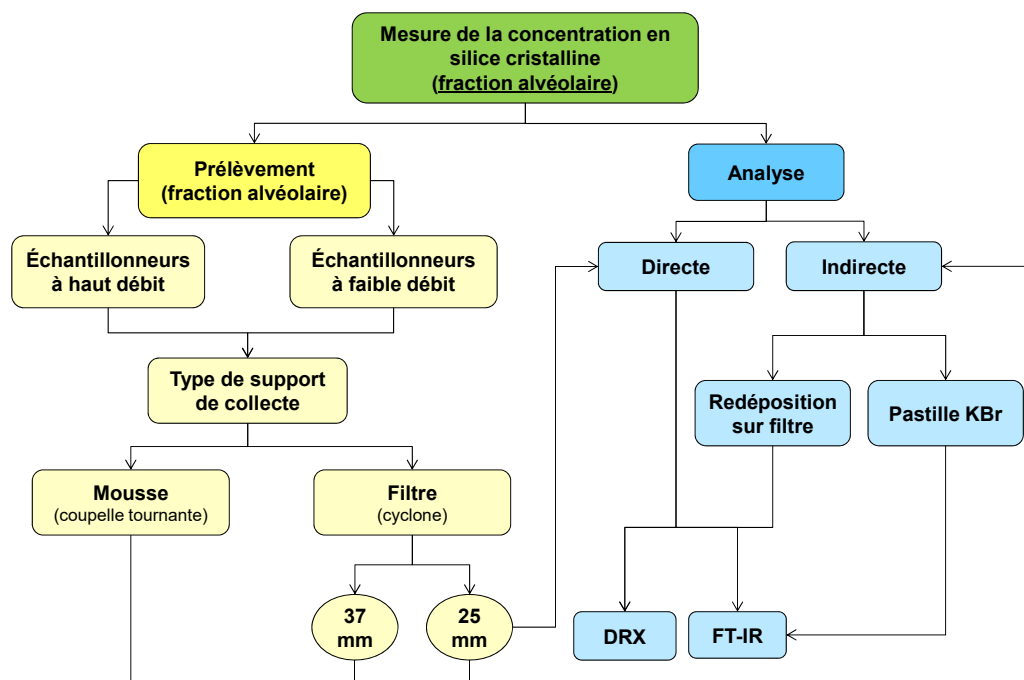 Mesure de la concentration en
silice cristalline
(fraction alvéolaire)
Prélèvement
(fraction alvéolaire)
Analyse
Échantillonneurs
à haut débit
Échantillonneurs
à faible débit
Directe
Indirecte
Type de support
de collecte
Redéposition
sur filtre
Pastille KBr
Mousse
(coupelle tournante)
Filtre
(cyclone)
37
mm
25
mm
DRX
FT-IR